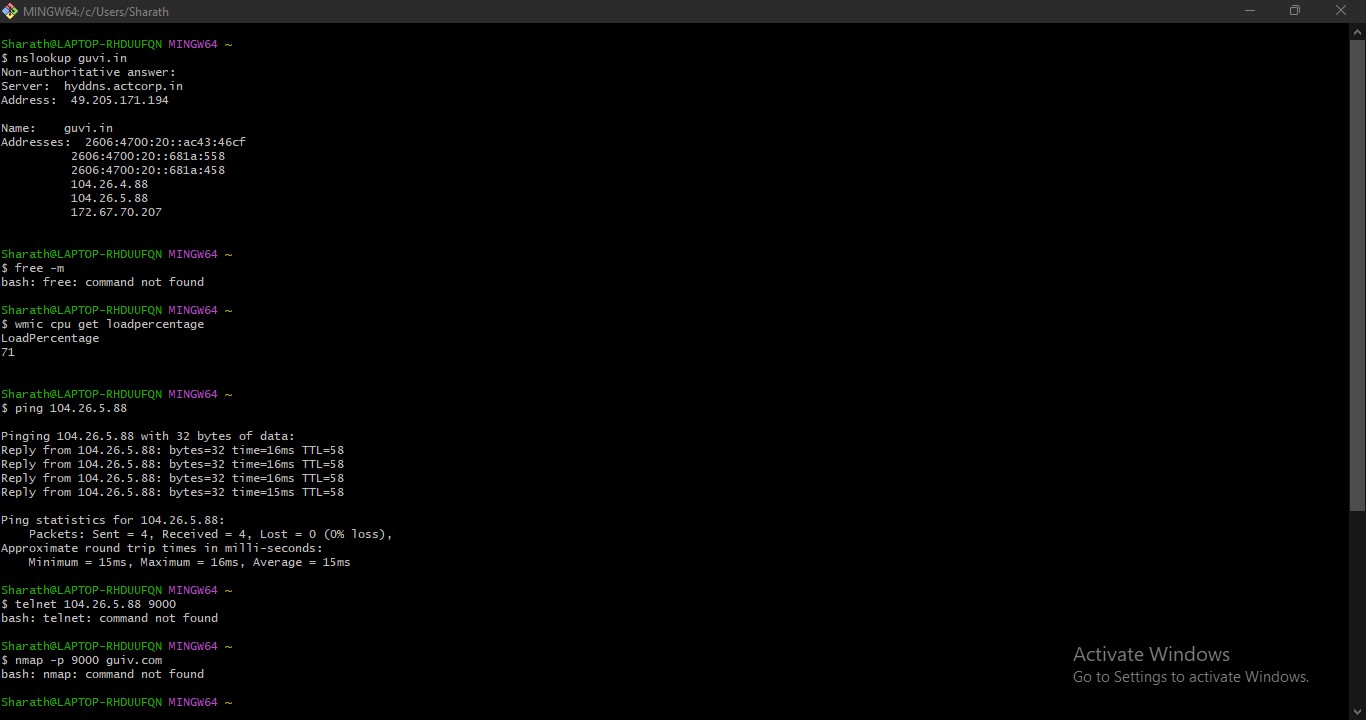 MINGW64:/c/Users/Sharath
Sharath@LAPTOP-RHDUUFQN MINGW64 ~
$ nslookup guvi.in
Non-authoritative answer:
Server:  hyddns.actcorp.in
Address:  49.205.171.194
Name:    guvi.in
Addresses:  2606:4700:20::ac43:46cf
2606:4700:20::681a:558
2606:4700:20::681a:458
104.26.4.88
104.26.5.88
172.67.70.207
Sharath@LAPTOP-RHDUUFQN MINGW64 ~
$ free -m
bash: free: command not found
Sharath@LAPTOP-RHDUUFQN MINGW64 ~
$ wmic cpu get loadpercentage
LoadPercentage
71
Sharath@LAPTOP-RHDUUFQN MINGW64 ~
$ ping 104.26.5.88
Pinging 104.26.5.88 with 32 bytes of data:
Reply from 104.26.5.88: bytes=32 time=16ms TTL=58
Reply from 104.26.5.88: bytes=32 time=16ms TTL=58
Reply from 104.26.5.88: bytes=32 time=16ms TTL=58
Reply from 104.26.5.88: bytes=32 time=15ms TTL=58
Ping statistics for 104.26.5.88:
Packets: Sent = 4, Received = 4, Lost = 0 (0% loss),
Approximate round trip times in milli-seconds:
Minimum = 15ms, Maximum = 16ms, Average = 15ms
Sharath@LAPTOP-RHDUUFQN MINGW64 ~
$ telnet 104.26.5.88 9000
bash: telnet: command not found
Sharath@LAPTOP-RHDUUFQN MINGW64 ~
$ nmap -p 9000 guiv.com
bash: nmap: command not found
Sharath@LAPTOP-RHDUUFQN MINGW64 ~
Activate Windows
Go to Settings to activate Windows.